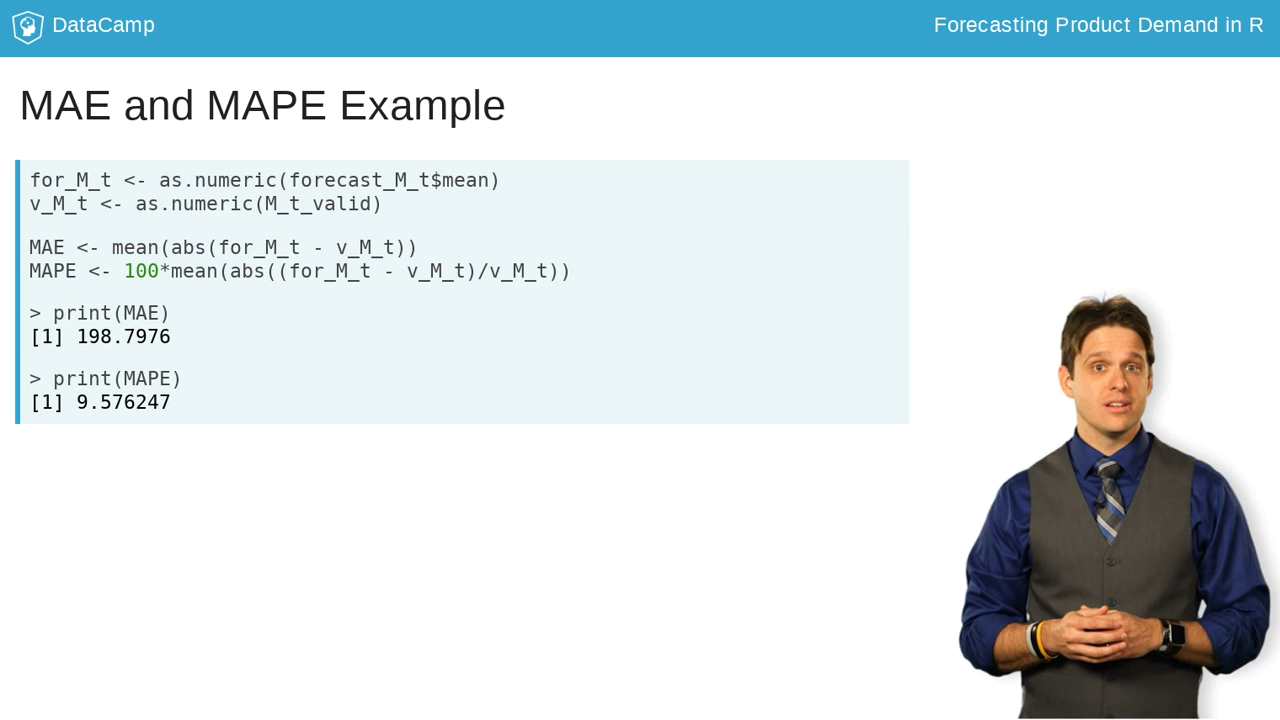 DataCamp
Forecasting Product Demand in R
MAE and MAPE Example
for_M_t <- as.numeric(forecast_M_t$mean)
v_M_t <- as.numeric(M_t_valid)
MAE <- mean(abs(for_M_t - v_M_t))
MAPE <- 100*mean(abs((for_M_t - v_M_t)/v_M_t))
> print(MAE)
[1] 198.7976
> print(MAPE)
[1] 9.576247